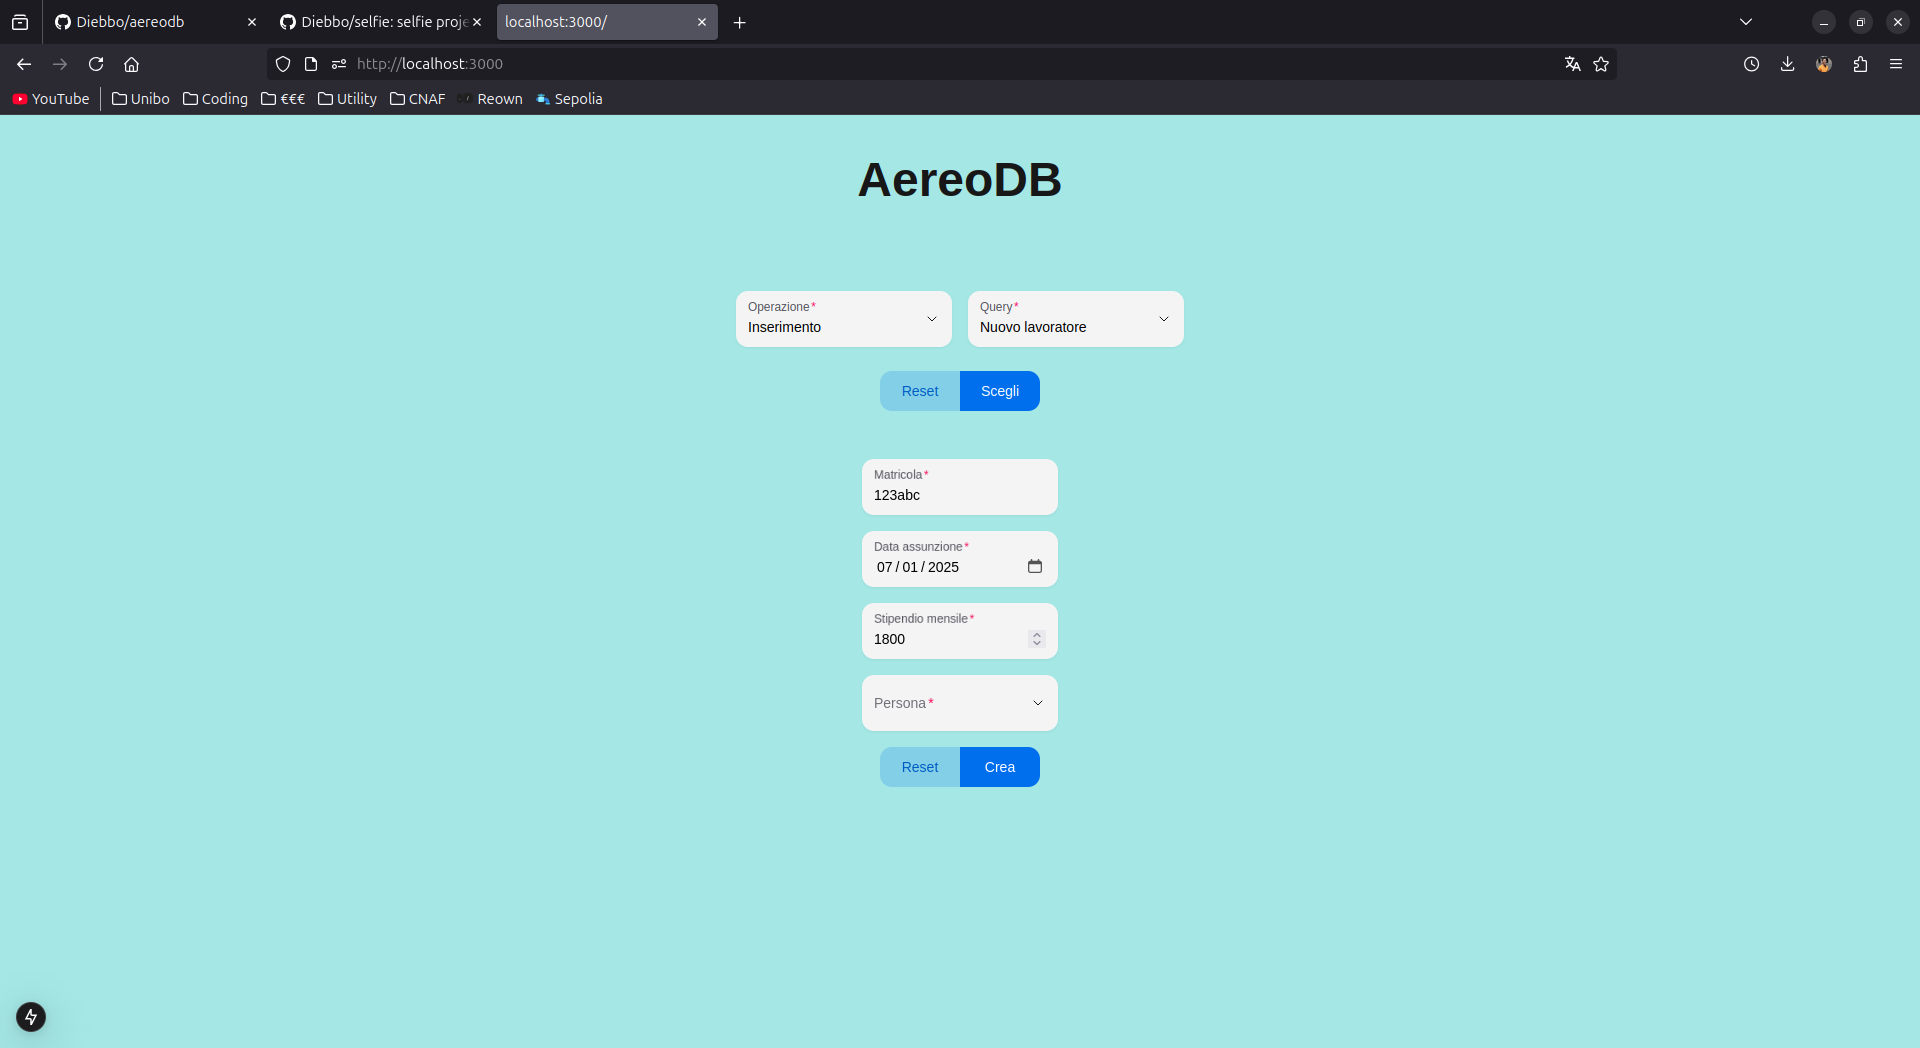 Diebbo/aereodb
Diebbo/selfie: selfie proje
localhost:3000/
http://localhost:3000
YouTube Unibo Coding €€€ Utility CNAF Reown Sepolia
AereoDB
Operazione* Query*
Inserimento Nuovo lavoratore
Reset Scegli
Matricola*
123abc
Data assunzione*
07 / 01 / 2025
Stipendio mensile*
1800
Persona*
Reset Crea